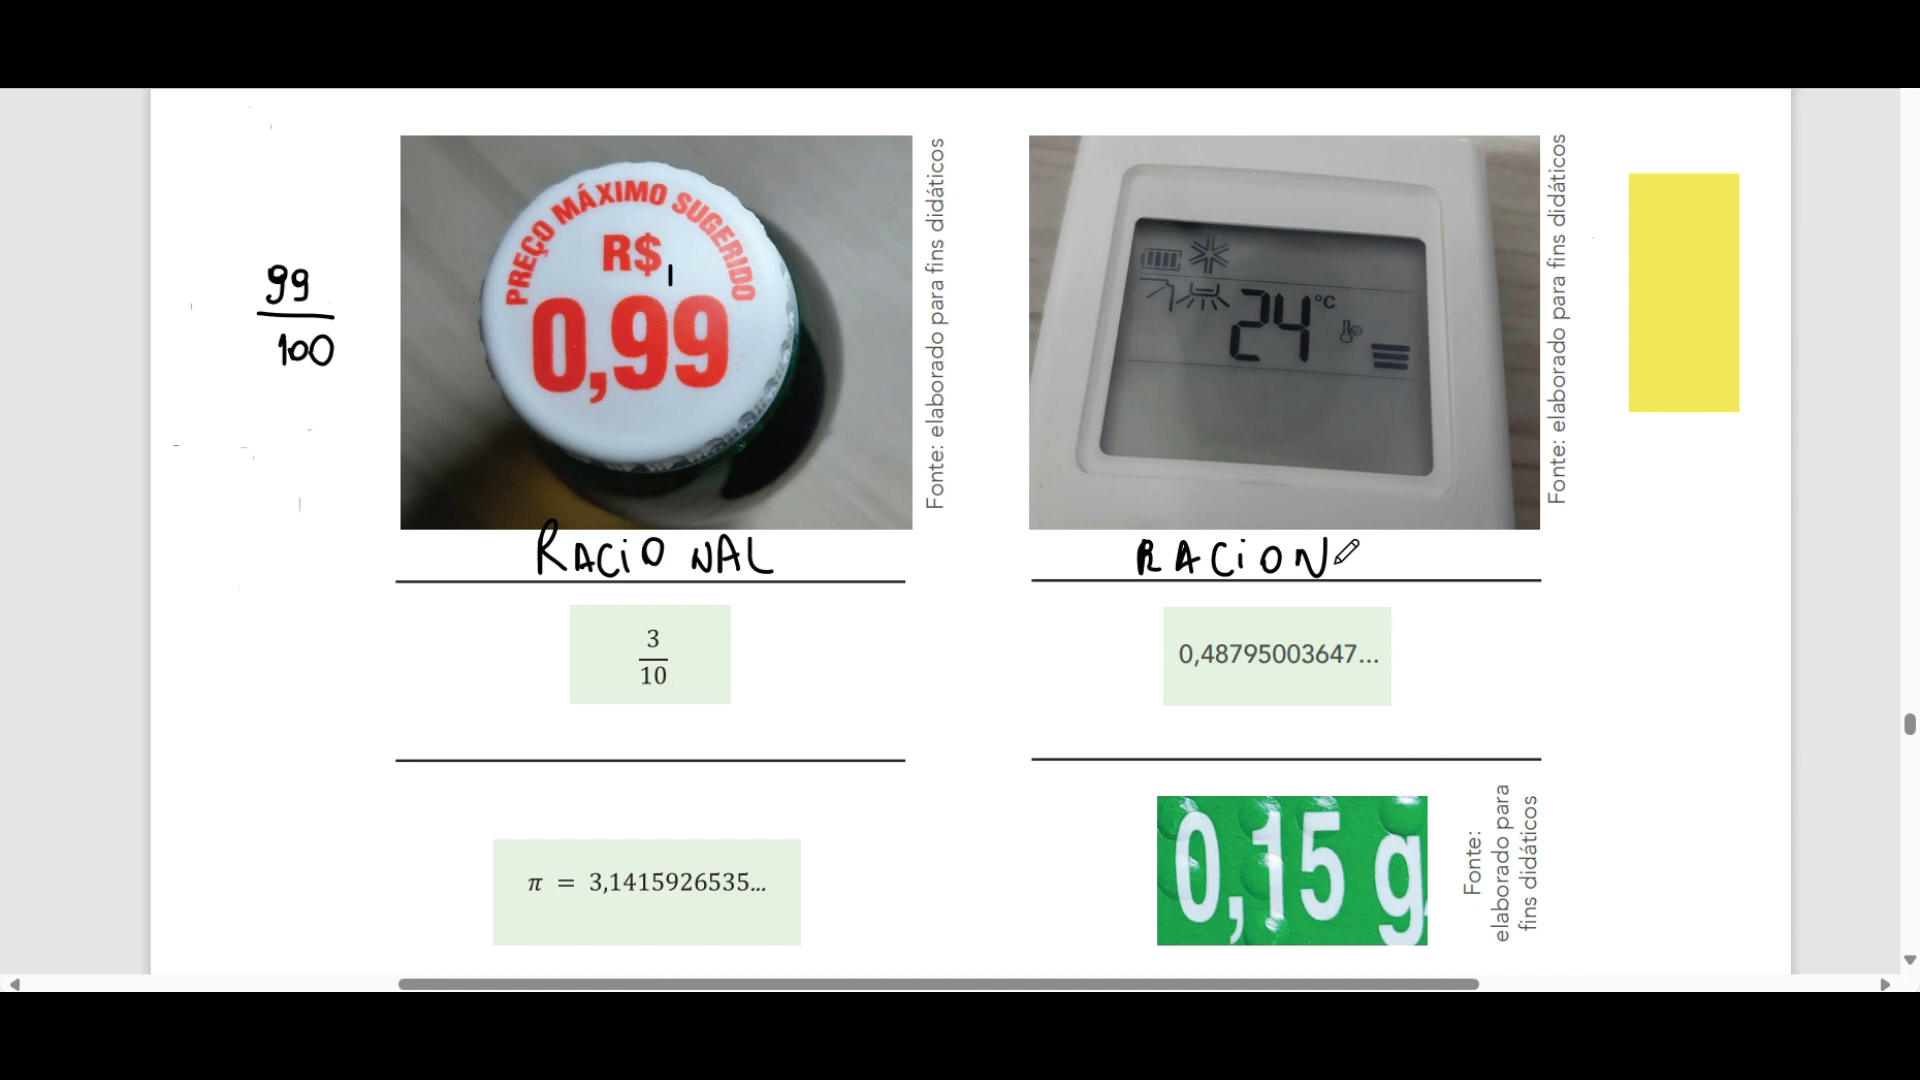 PREÇO MÁXIMO SUGERIDO
R$
0,99
Fonte: elaborado para fins didáticos
24 °C
Fonte: elaborado para fins didáticos
99
100
RACIONAL
RACION
3
10
0,48795003647...
π = 3,1415926535...
0,15 g
Fonte:
elaborado para
fins didáticos